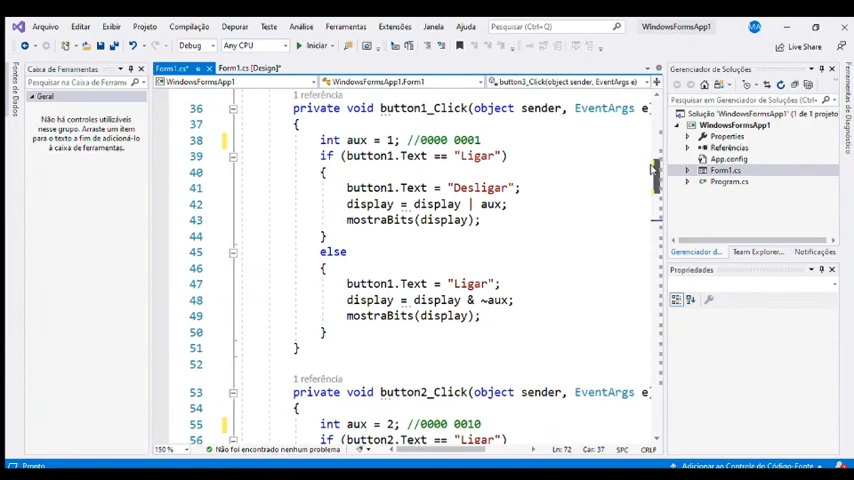 Arquivo Editar Exibir Projeto Compilação Depurar Teste Análise Ferramentas Extensões Janela Ajuda Pesquisar (Ctrl+Q) WindowsFormsApp1 MA
Debug Any CPU Iniciar Live Share
Fontes de Dados
Caixa de Ferramentas
Pesquisar na Caixa de Ferrame
Geral
Não há controles utilizáveis
nesse grupo. Arraste um item
para o texto a fim de adicioná-lo
à caixa de ferramentas.
Form1.cs* Form1.cs [Design]*
WindowsFormsApp1 WindowsFormsApp1.Form1 button3_Click(object sender, EventArgs e)
1 referência
36 private void button1_Click(object sender, EventArgs e)
37 {
38 int aux = 1; //0000 0001
39 if (button1.Text == "Ligar")
40 {
41 button1.Text = "Desligar";
42 display = display | aux;
43 mostraBits(display);
44 }
45 else
46 {
47 button1.Text = "Ligar";
48 display = display & ~aux;
49 mostraBits(display);
50 }
51 }
52
1 referência
53 private void button2_Click(object sender, EventArgs e
54 {
55 int aux = 2; //0000 0010
56 if (button2.Text == "Ligar")
150 % Não foi encontrado nenhum problema Ln: 72 Car: 37 SPC CRLF
Gerenciador de Soluções
Pesquisar em Gerenciador de Soluções (Ctrl
Solução "WindowsFormsApp1" (1 de 1 projeto
WindowsFormsApp1
Properties
Referências
App.config
Form1.cs
Program.cs
Gerenciador d... Team Explorer... Notificações
Propriedades
Ferramentas de Diagnóstico
Pronto Adicionar ao Controle do Código-Fonte